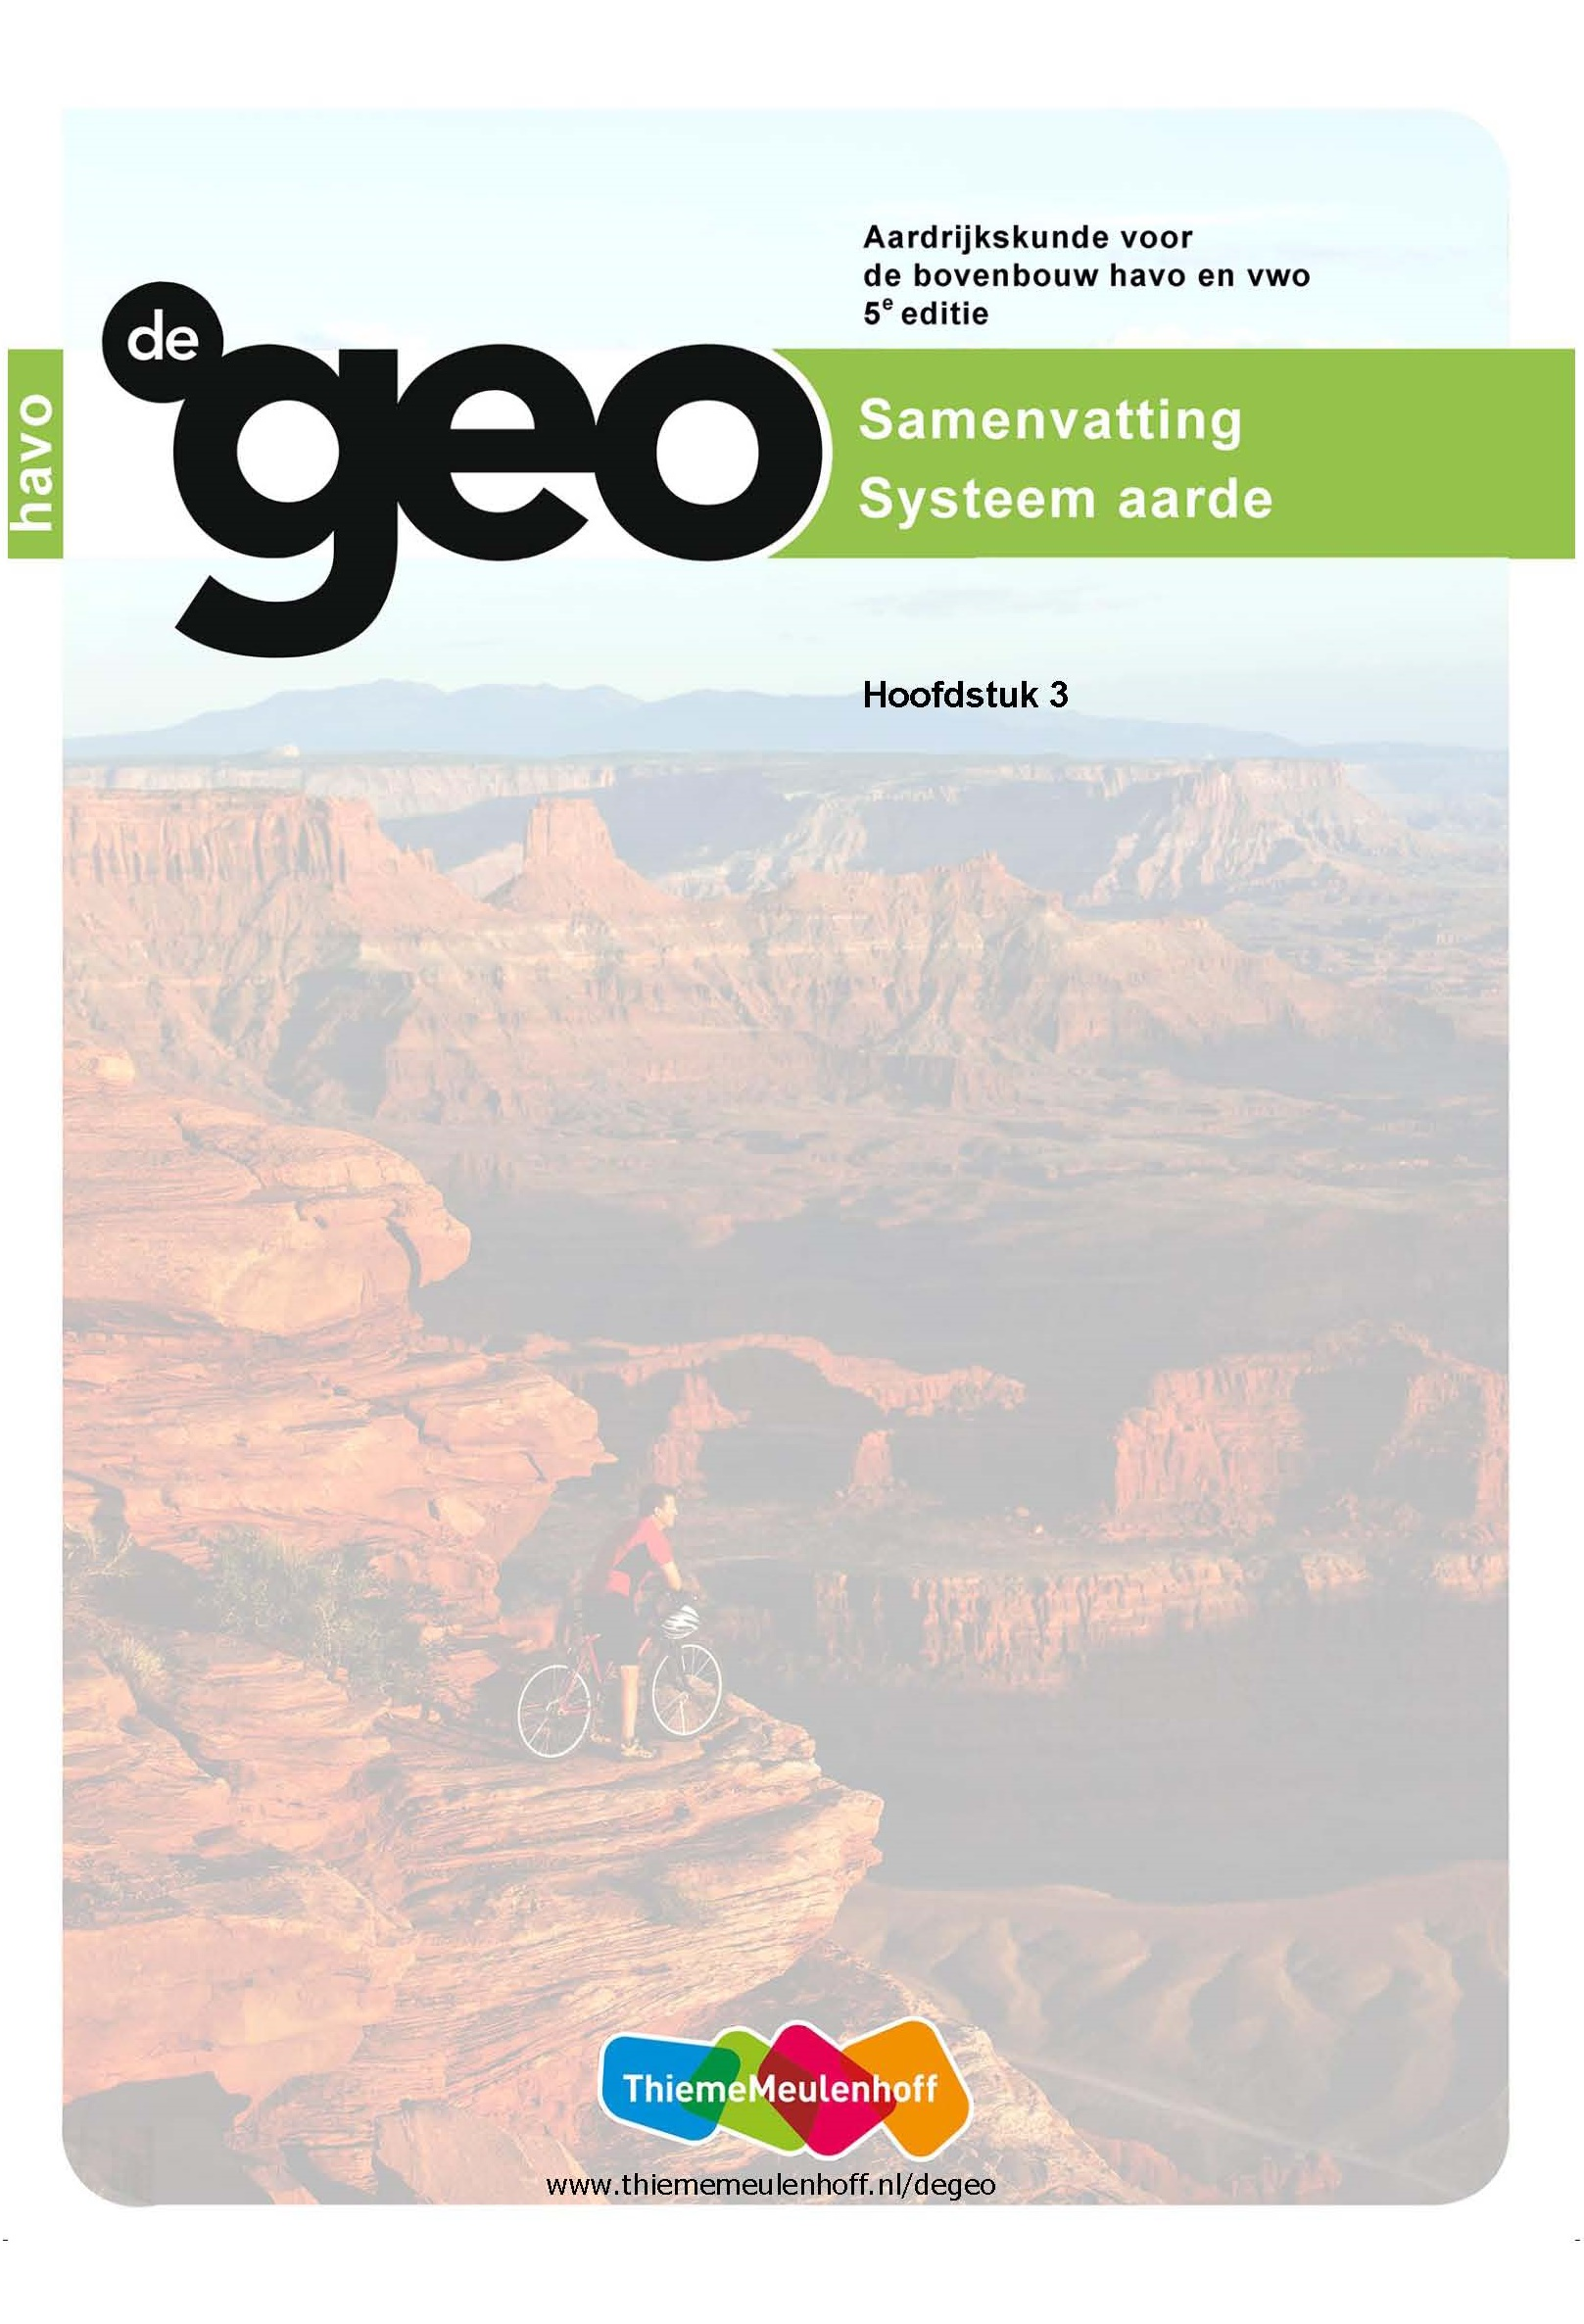 Aardrijkskunde voor
de bovenbouw havo en vwo
5e editie
de
geo
havo
Samenvatting
Systeem aarde
Hoofdstuk 3
ThiemeMeulenhoff
www.thiememeulenhoff.nl/degeo